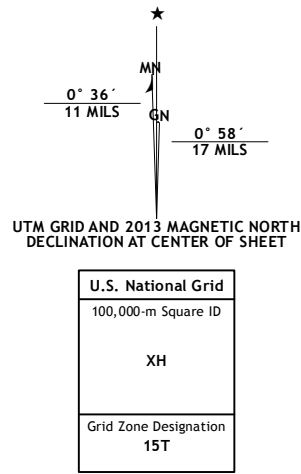 MN
0° 36´
11 MILS
GN
0° 58´
17 MILS
UTM GRID AND 2013 MAGNETIC NORTH
DECLINATION AT CENTER OF SHEET
U.S. National Grid
100,000-m Square ID
XH
Grid Zone Designation
15T